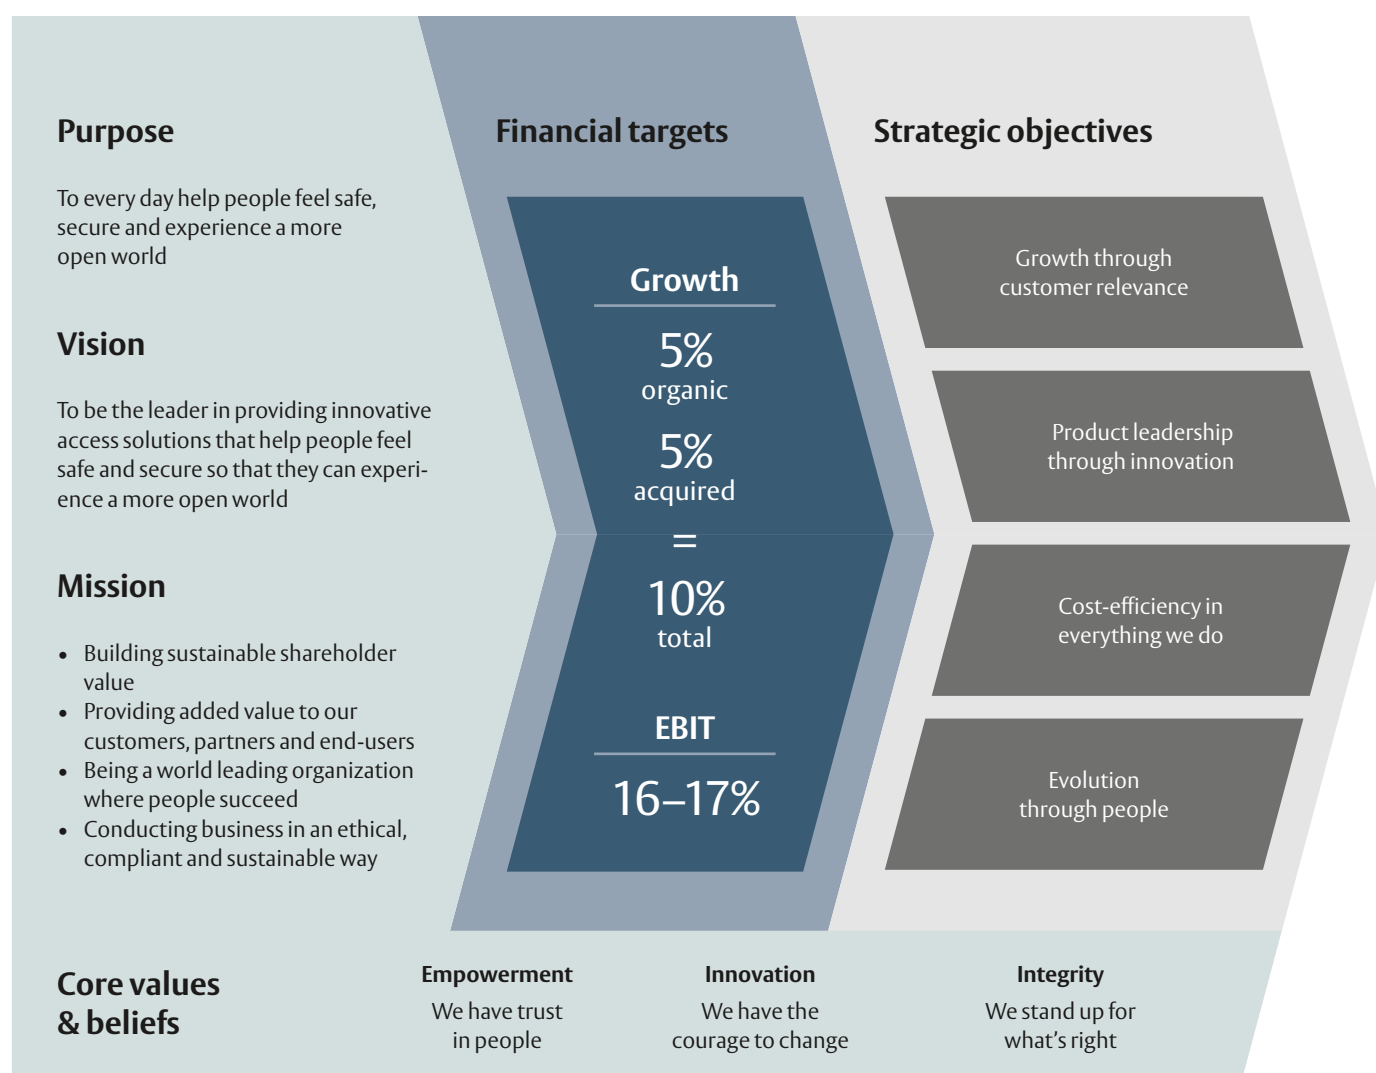 Purpose
To every day help people feel safe,
secure and experience a more
open world
Vision
To be the leader in providing innovative
access solutions that help people feel
safe and secure so that they can experi-
ence a more open world
Mission
• Building sustainable shareholder
value
• Providing added value to our
customers, partners and end-users
• Being a world leading organization
where people succeed
• Conducting business in an ethical,
compliant and sustainable way
Financial targets
Growth
5%
organic
5%
acquired
=
10%
total
EBIT
16–17%
Strategic objectives
Growth through
customer relevance
Product leadership
through innovation
Cost-efficiency in
everything we do
Evolution
through people
Core values
& beliefs
Empowerment
We have trust
in people
Innovation
We have the
courage to change
Integrity
We stand up for
what’s right